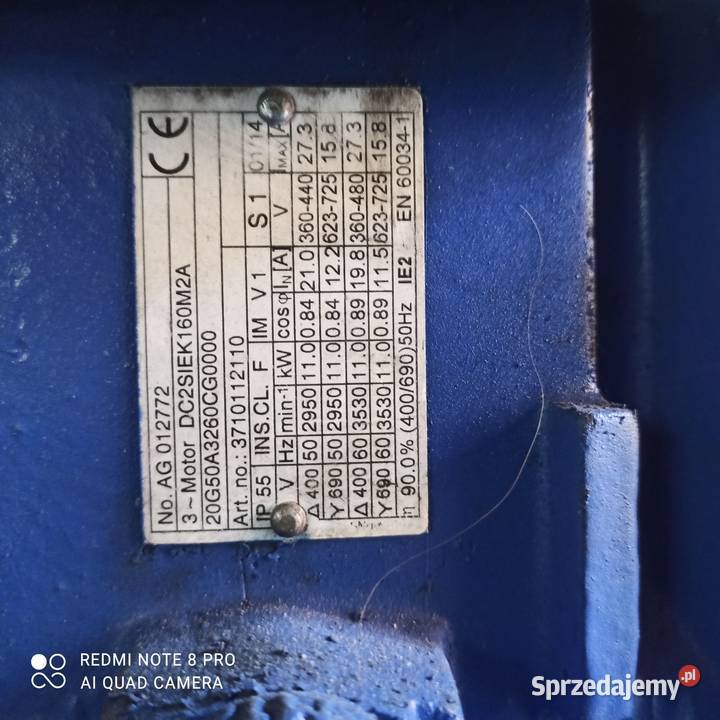 No. AG 012772 CE
3~Motor DC2SIEK160M2A
20G50A3260CG0000
Art. no.: 3710112110 01/14
IP 55 INS.CL. F IM V 1 S 1
V Hz min-1 kW cosφ IN[A] V IMAX
Δ 400 50 2950 11.0 0.84 21.0 360-440 27.3
Y 690 50 2950 11.0 0.84 12.2 623-725 15.8
Δ 400 60 3530 11.0 0.89 19.8 360-480 27.3
Y 690 60 3530 11.0 0.89 11.5 623-725 15.8
η 90.0% (400/690)/50Hz IE2 EN 60034-1
REDMI NOTE 8 PRO
AI QUAD CAMERA
Sprzedajemy.pl